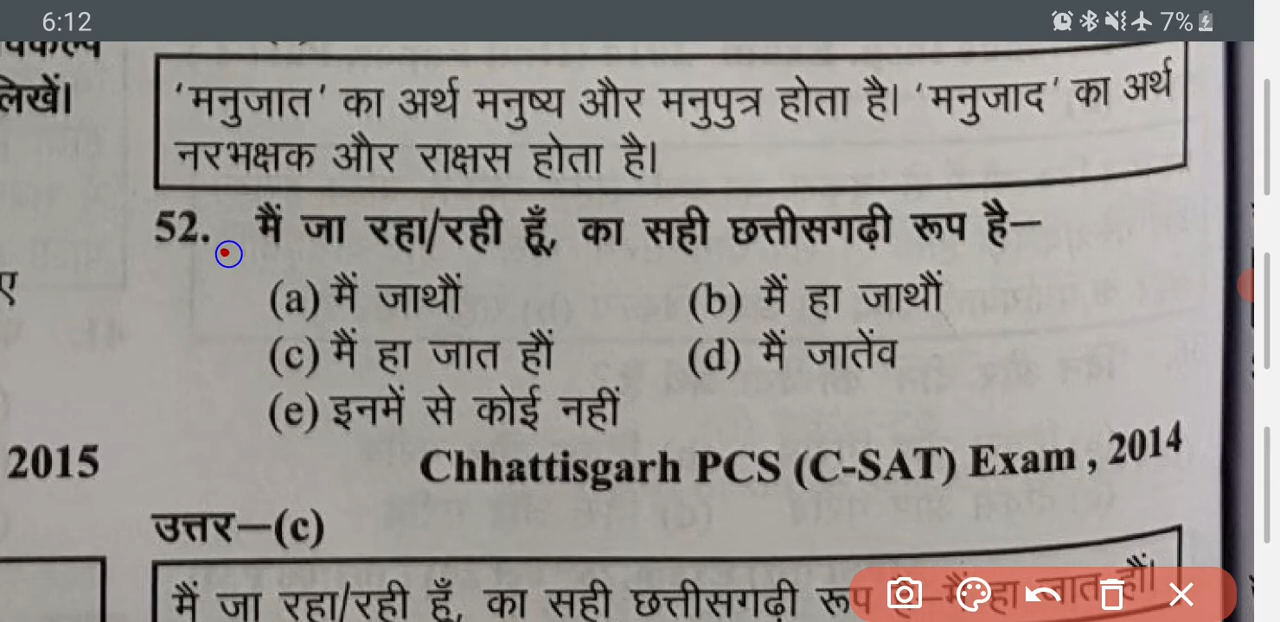 6:12
7%
लिखें।
'मनुजात' का अर्थ मनुष्य और मनुपुत्र होता है। 'मनुजाद' का अर्थ
नरभक्षक और राक्षस होता है।
52. मैं जा रहा/रही हूँ, का सही छत्तीसगढ़ी रूप है–
(a) मैं जाथौं (b) मैं हा जाथौं
(c) मैं हा जात हौं (d) मैं जातेंव
(e) इनमें से कोई नहीं
2015
Chhattisgarh PCS (C-SAT) Exam , 2014
उत्तर–(c)
मैं जा रहा/रही हूँ, का सही छत्तीसगढ़ी रूप है–मैं हा जात हौं।